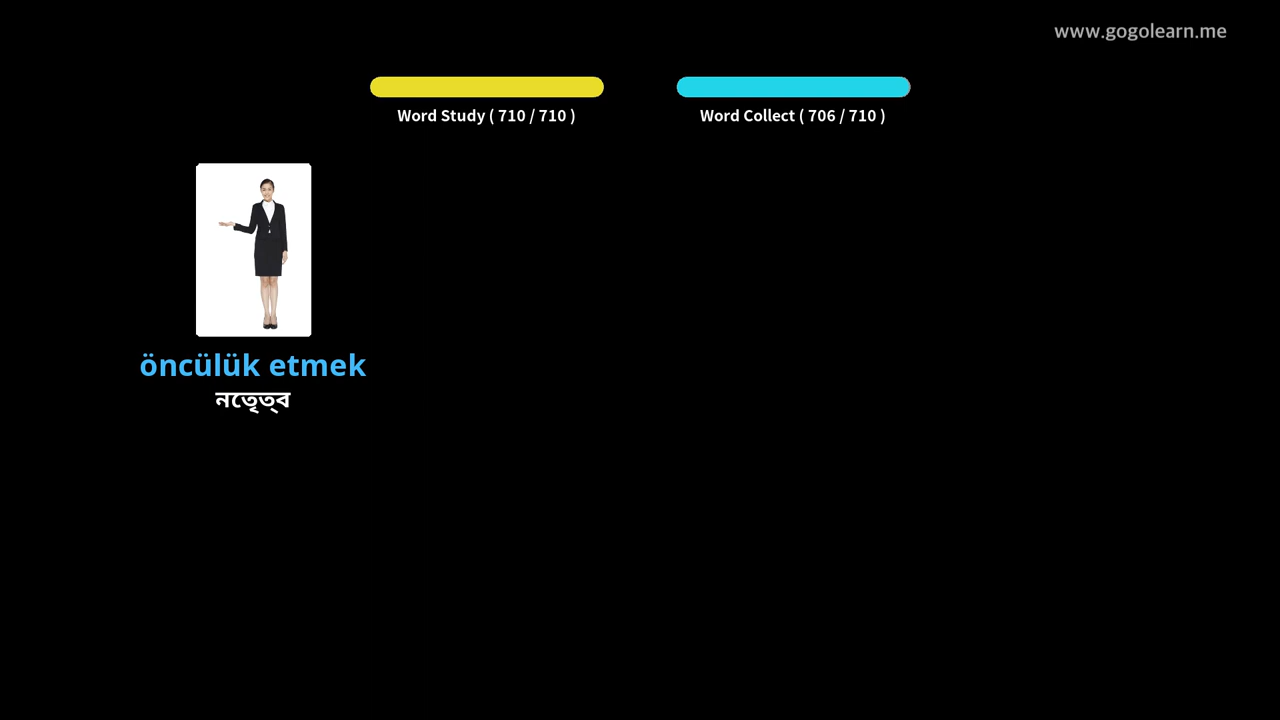 www.gogolearn.me
Word Study ( 710 / 710 )
Word Collect ( 706 / 710 )
öncülük etmek
নেতৃত্ব